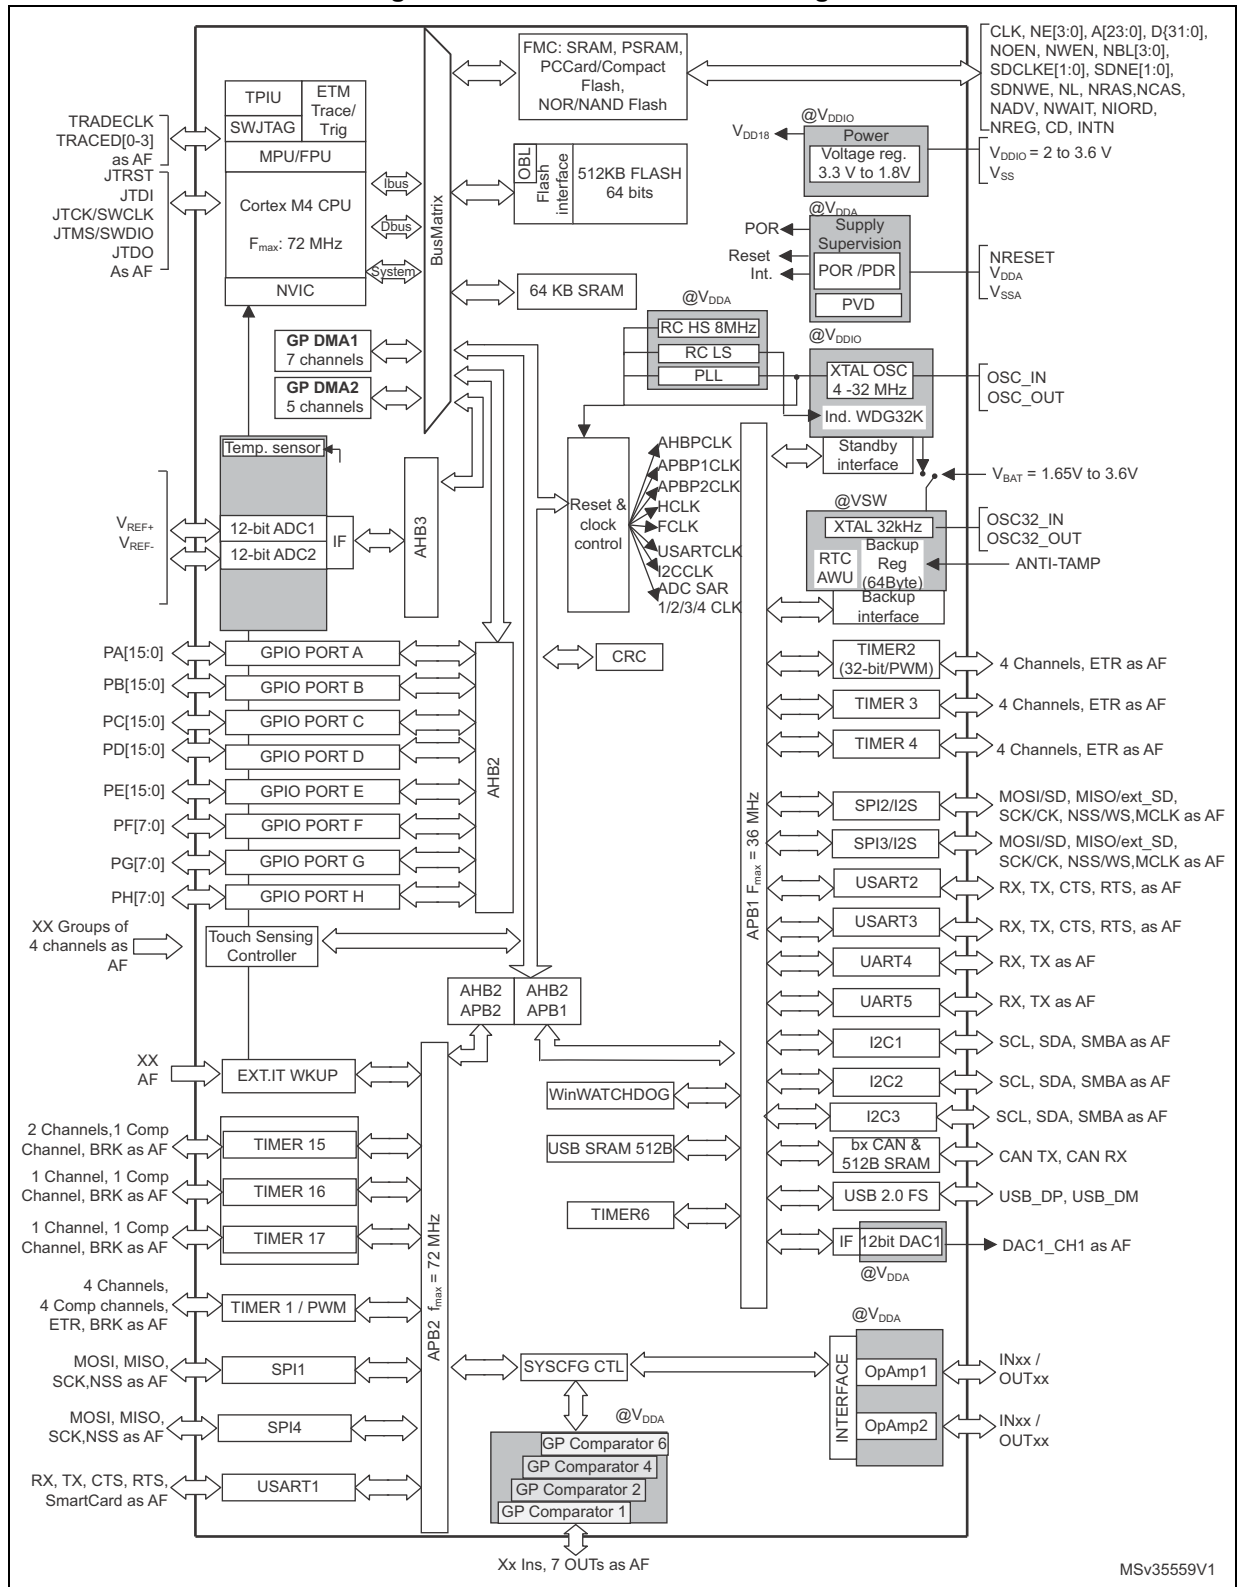 CLK, NE[3:0], A[23:0], D{31:0},
NOEN, NWEN, NBL[3:0],
SDCLKE[1:0], SDNE[1:0],
SDNWE, NL, NRAS,NCAS,
NADV, NWAIT, NIORD,
NREG, CD, INTN
FMC: SRAM, PSRAM,
PCCard/Compact
Flash,
NOR/NAND Flash
TPIU
ETM
Trace/
Trig
SWJTAG
MPU/FPU
Cortex M4 CPU
Fmax: 72 MHz
NVIC
TRADECLK
TRACED[0-3]
as AF
JTRST
JTDI
JTCK/SWCLK
JTMS/SWDIO
JTDO
As AF
Ibus
Dbus
System
BusMatrix
OBL
Flash
interface
512KB FLASH
64 bits
64 KB SRAM
@VDDIO
VDD18
Power
Voltage reg.
3.3 V to 1.8V
VDDIO = 2 to 3.6 V
VSS
@VDDA
POR
Reset
Int.
Supply
Supervision
POR /PDR
PVD
NRESET
VDDA
VSSA
GP DMA1
7 channels
GP DMA2
5 channels
@VDDA
RC HS 8MHz
RC LS
PLL
@VDDIO
XTAL OSC
4 -32 MHz
Ind. WDG32K
OSC_IN
OSC_OUT
Standby
interface
VBAT = 1.65V to 3.6V
@VSW
XTAL 32kHz
RTC
AWU
Backup
Reg
(64Byte)
Backup
interface
OSC32_IN
OSC32_OUT
ANTI-TAMP
Temp. sensor
VREF+
VREF-
12-bit ADC1
12-bit ADC2
IF
AHB3
Reset &
clock
control
AHBPCLK
APBP1CLK
APBP2CLK
HCLK
FCLK
USARTCLK
I2CCLK
ADC SAR
1/2/3/4 CLK
CRC
PA[15:0]
GPIO PORT A
PB[15:0]
GPIO PORT B
PC[15:0]
GPIO PORT C
PD[15:0]
GPIO PORT D
PE[15:0]
GPIO PORT E
PF[7:0]
GPIO PORT F
PG[7:0]
GPIO PORT G
PH[7:0]
GPIO PORT H
AHB2
XX Groups of
4 channels as
AF
Touch Sensing
Controller
AHB2
APB2
AHB2
APB1
APB1 Fmax = 36 MHz
TIMER2
(32-bit/PWM)
4 Channels, ETR as AF
TIMER 3
4 Channels, ETR as AF
TIMER 4
4 Channels, ETR as AF
SPI2/I2S
MOSI/SD, MISO/ext_SD,
SCK/CK, NSS/WS,MCLK as AF
SPI3/I2S
MOSI/SD, MISO/ext_SD,
SCK/CK, NSS/WS,MCLK as AF
USART2
RX, TX, CTS, RTS, as AF
USART3
RX, TX, CTS, RTS, as AF
UART4
RX, TX as AF
UART5
RX, TX as AF
I2C1
SCL, SDA, SMBA as AF
I2C2
SCL, SDA, SMBA as AF
I2C3
SCL, SDA, SMBA as AF
bx CAN &
512B SRAM
CAN TX, CAN RX
USB 2.0 FS
USB_DP, USB_DM
IF
12bit DAC1
DAC1_CH1 as AF
@VDDA
XX
AF
EXT.IT WKUP
WinWATCHDOG
USB SRAM 512B
TIMER6
2 Channels,1 Comp
Channel, BRK as AF
TIMER 15
1 Channel, 1 Comp
Channel, BRK as AF
TIMER 16
1 Channel, 1 Comp
Channel, BRK as AF
TIMER 17
4 Channels,
4 Comp channels,
ETR, BRK as AF
TIMER 1 / PWM
MOSI, MISO,
SCK,NSS as AF
SPI1
MOSI, MISO,
SCK,NSS as AF
SPI4
RX, TX, CTS, RTS,
SmartCard as AF
USART1
APB2 fmax = 72 MHz
SYSCFG CTL
@VDDA
GP Comparator 6
GP Comparator 4
GP Comparator 2
GP Comparator 1
Xx Ins, 7 OUTs as AF
@VDDA
INTERFACE
OpAmp1
INxx /
OUTxx
OpAmp2
INxx /
OUTxx
MSv35559V1